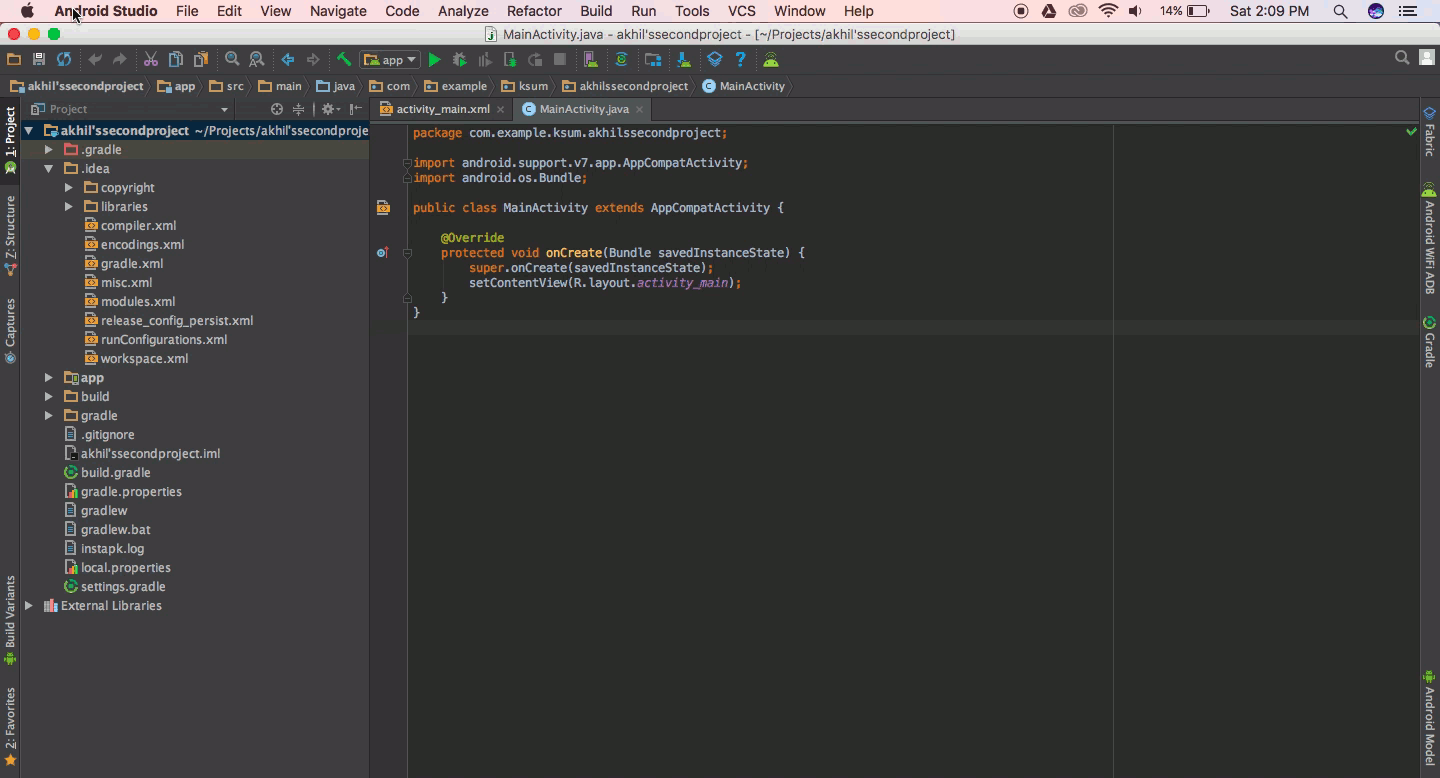 Android Studio File Edit View Navigate Code Analyze Refactor Build Run Tools VCS Window Help 14% Sat 2:09 PM
MainActivity.java - akhil'ssecondproject - [~/Projects/akhil'ssecondproject]
app
akhil'ssecondproject app src main java com example ksum akhilssecondproject MainActivity
1: Project
Z: Structure
Captures
Build Variants
2: Favorites
Project
akhil'ssecondproject ~/Projects/akhil'ssecondproje
.gradle
.idea
copyright
libraries
compiler.xml
encodings.xml
gradle.xml
misc.xml
modules.xml
release_config_persist.xml
runConfigurations.xml
workspace.xml
app
build
gradle
.gitignore
akhil'ssecondproject.iml
build.gradle
gradle.properties
gradlew
gradlew.bat
instapk.log
local.properties
settings.gradle
External Libraries
activity_main.xml MainActivity.java
package com.example.ksum.akhilssecondproject;
import android.support.v7.app.AppCompatActivity;
import android.os.Bundle;
public class MainActivity extends AppCompatActivity {
@Override
protected void onCreate(Bundle savedInstanceState) {
super.onCreate(savedInstanceState);
setContentView(R.layout.activity_main);
}
}
Fabric
Android WiFi ADB
Gradle
Android Model